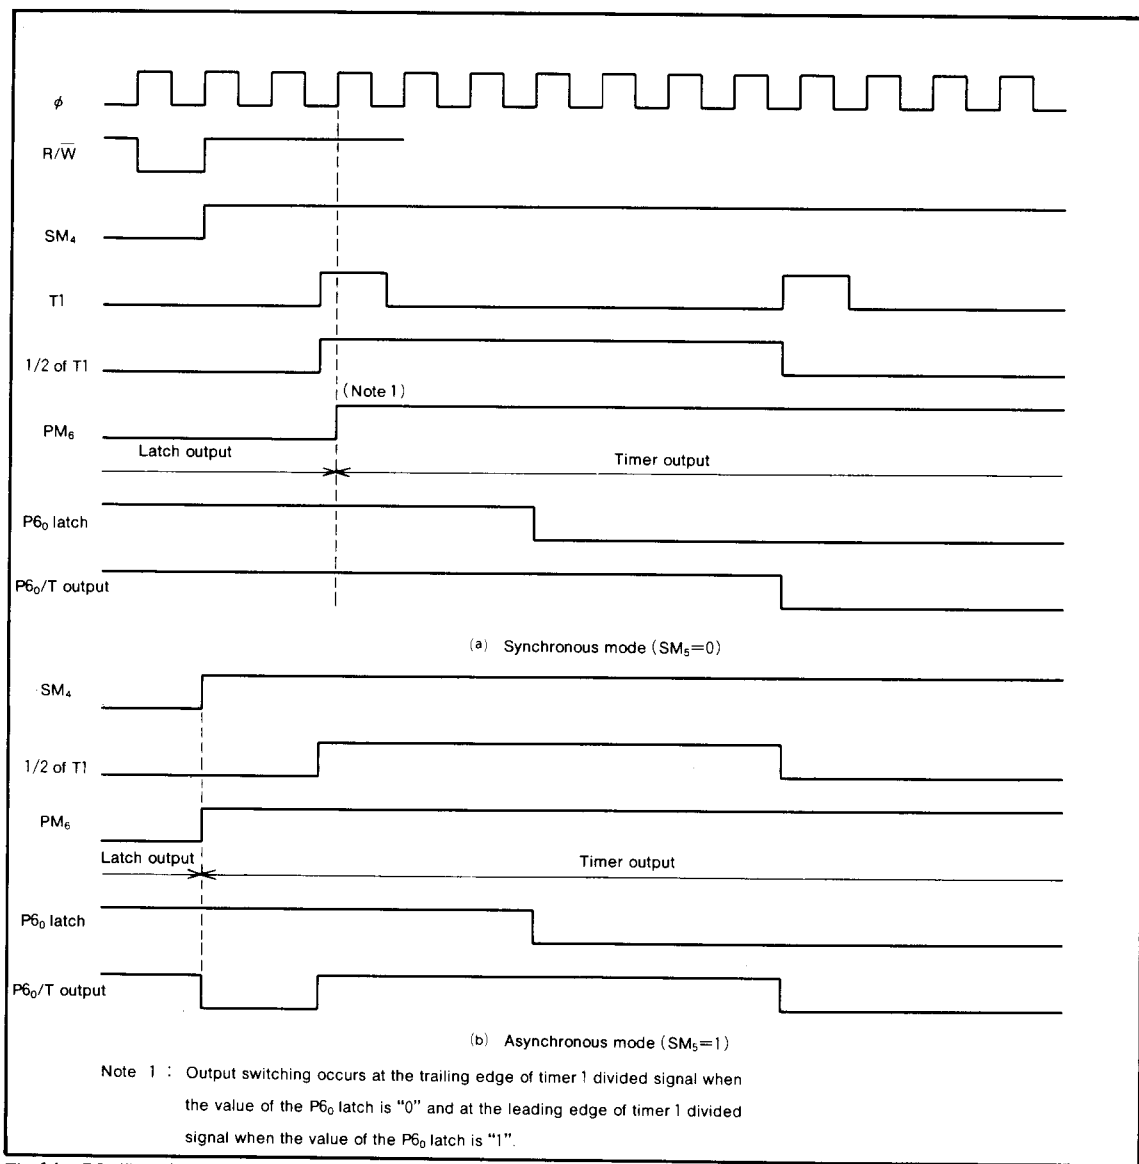 ϕ
R/W̅
SM₄
T1
1/2 of T1
(Note 1)
PM₆
Latch output
Timer output
P6₀ latch
P6₀/T output
(a) Synchronous mode (SM₅=0)
SM₄
1/2 of T1
PM₆
Latch output
Timer output
P6₀ latch
P6₀/T output
(b) Asynchronous mode (SM₅=1)
Note 1 : Output switching occurs at the trailing edge of timer 1 divided signal when
the value of the P6₀ latch is “0” and at the leading edge of timer 1 divided
signal when the value of the P6₀ latch is “1”.